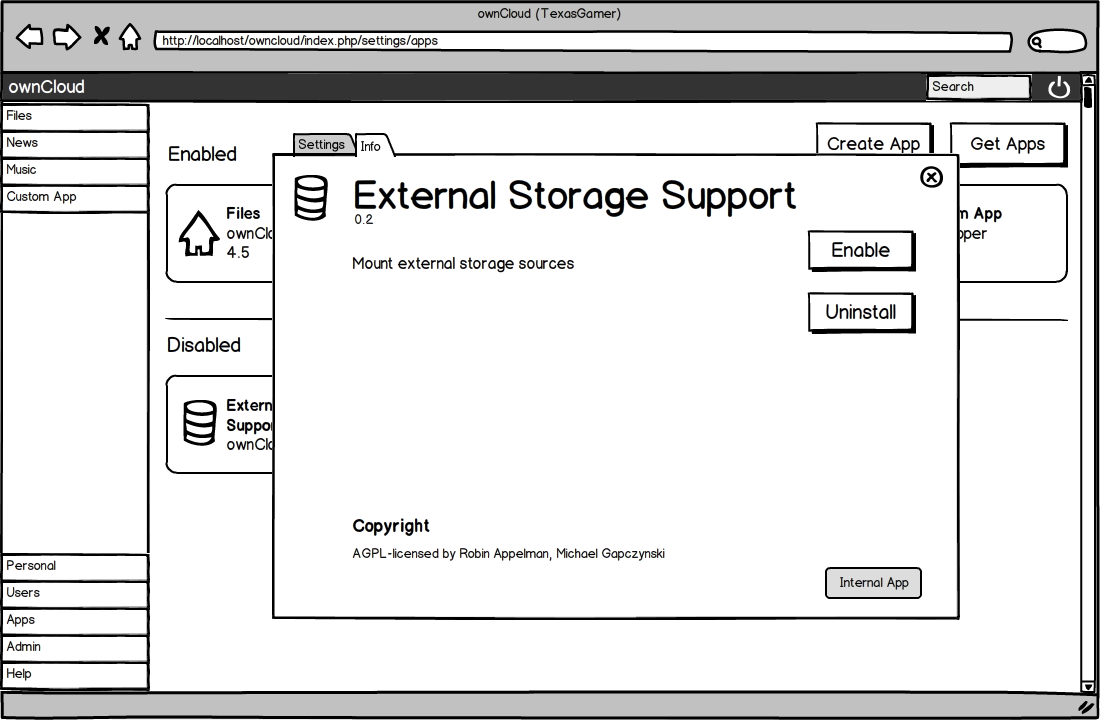 ownCloud (TexasGamer)
http://localhost/owncloud/index.php/settings/apps
ownCloud
Search
Files
News
Music
Custom App
Personal
Users
Apps
Admin
Help
Enabled
Create App
Get Apps
Files
ownClo
4.5
m App
oper
Disabled
Extern
Suppo
ownClo
Settings
Info
External Storage Support
0.2
Mount external storage sources
Enable
Uninstall
Copyright
AGPL-licensed by Robin Appelman, Michael Gapczynski
Internal App